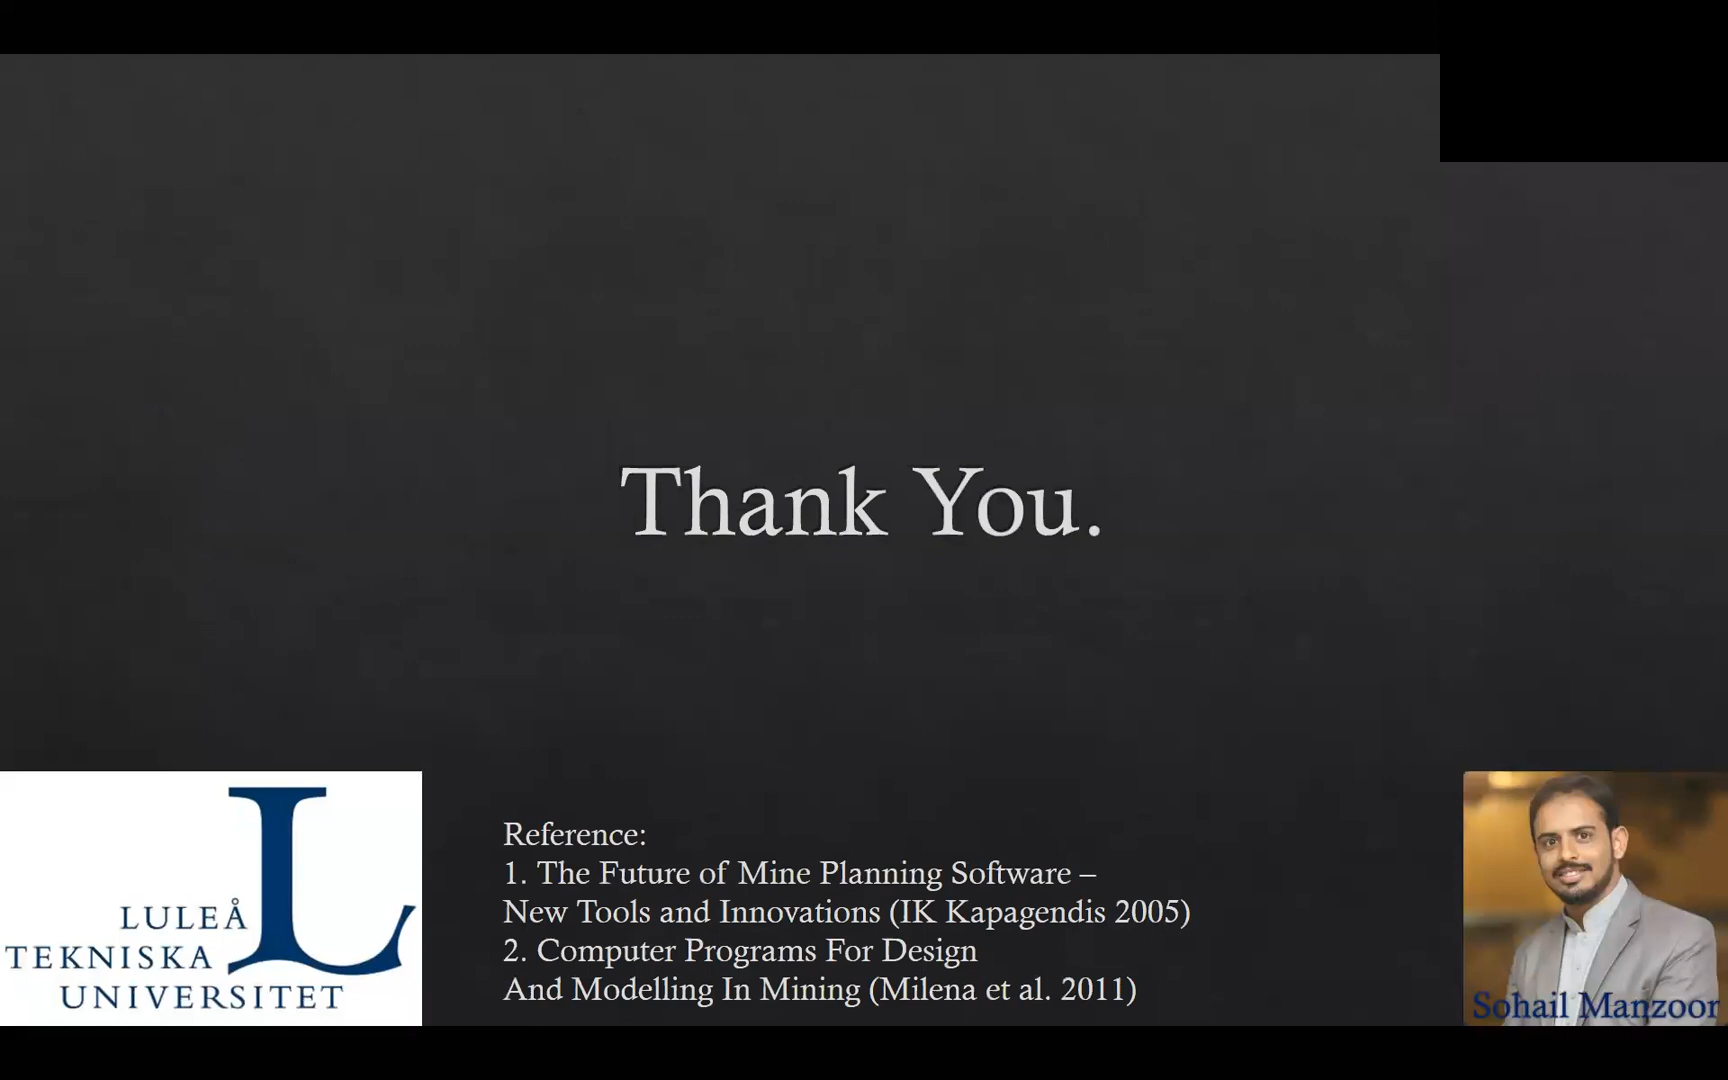 Thank You.
LULEÅ
TEKNISKA
UNIVERSITET
Reference:
1. The Future of Mine Planning Software –
New Tools and Innovations (IK Kapagendis 2005)
2. Computer Programs For Design
And Modelling In Mining (Milena et al. 2011)
Sohail Manzoor